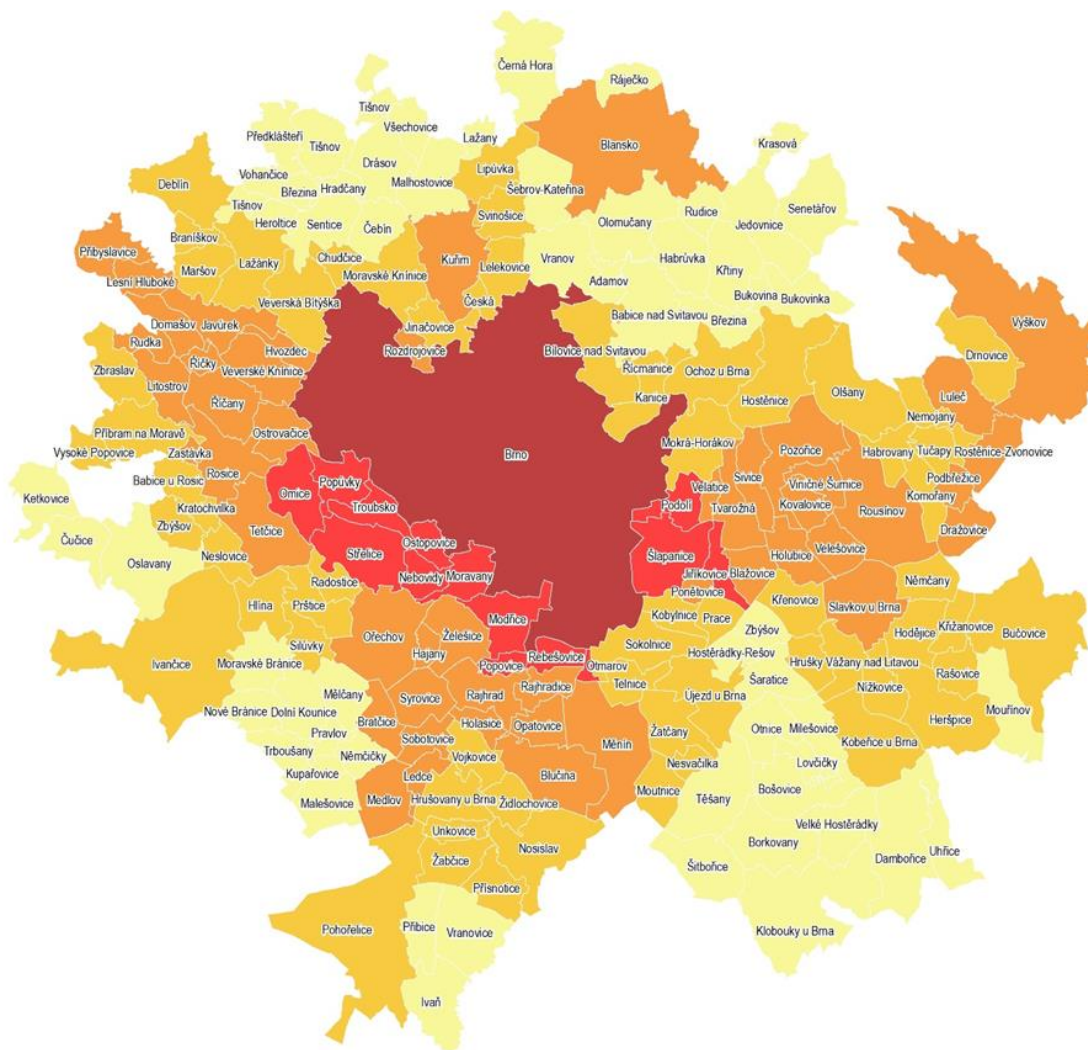 Černá Hora
Ráječko
Tišnov
Všechovice
Předklášteří
Tišnov
Lažany
Krasová
Blansko
Drásov
Vohančice
Lipůvka
Deblín
Březina
Hradčany
Malhostovice
Šebrov-Kateřina
Tišnov
Svinošice
Rudice
Senetářov
Heroltice
Sentice
Olomučany
Jedovnice
Braníškov
Čebín
Přibyslavice
Chudčice
Kuřim
Vranov
Habrůvka
Maršov
Lažánky
Moravské Knínice
Lelekovice
Křtiny
Lesní Hluboké
Adamov
Bukovina
Bukovinka
Veverská Bítýška
Česká
Domašov
Javůrek
Jinačovice
Babice nad Svitavou
Březina
Výškov
Rudka
Hvozdec
Rozdrojovice
Bílovice nad Svitavou
Drnovice
Zbraslav
Říčky
Veverské Knínice
Řícmanice
Ochoz u Brna
Litostrov
Olšany
Luleč
Říčany
Kanice
Hostěnice
Nemojany
Příbram na Moravě
Ostrovačice
Mokrá-Horákov
Pozořice
Tučapy
Rostěnice-Zvonovice
Vysoké Popovice
Zastávka
Brno
Habrovany
Babice u Rosic
Rosice
Popůvky
Velatice
Sivice
Viničné Šumice
Podbřežice
Ketkovice
Omice
Kratochvilka
Troubsko
Podolí
Tvarožná
Kovalovice
Rousínov
Komořany
Zbýšov
Tetčice
Dražovice
Čučice
Neslovice
Střelice
Ostopovice
Šlapanice
Holubice
Velešovice
Oslavany
Radostice
Nebovidy
Moravany
Jiříkovice
Blažovice
Ponětovice
Němčany
Hlína
Prštice
Modřice
Kobylnice
Prace
Křenovice
Slavkov u Brna
Křižanovice
Ořechov
Želešice
Zbýšov
Hodějice
Bučovice
Silůvky
Hajany
Rebešovice
Sokolnice
Hostěrádky-Rešov
Ivančice
Moravské Bránice
Popovice
Otmarov
Hrušky
Vážany nad Litavou
Rašovice
Mělčany
Rajhrad
Rajhradice
Telnice
Šaratice
Nížkovice
Nové Bránice
Dolní Kounice
Syrovice
Újezd u Brna
Heršpice
Mouřínov
Pravlov
Bratčice
Holasice
Opatovice
Otnice
Milešovice
Trboušany
Němčičky
Sobotovice
Měnín
Žatčany
Kobeřice u Brna
Kupařovice
Vojkovice
Nesvačilka
Lovčičky
Ledce
Blučina
Malešovice
Medlov
Hrušovany u Brna
Židlochovice
Moutnice
Těšany
Bošovice
Unkovice
Velké Hostěrádky
Nosislav
Borkovany
Uhřice
Žabčice
Šitbořice
Dambořice
Přísnotice
Pohořelice
Přibice
Vranovice
Klobouky u Brna
Ivaň